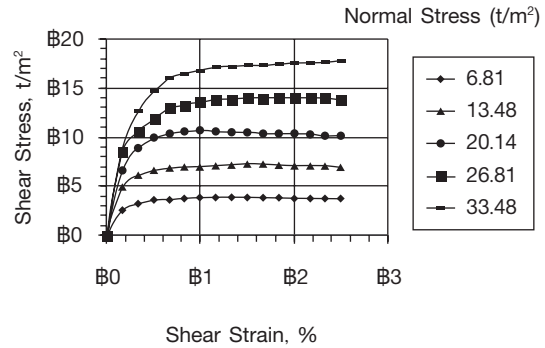 Normal Stress (t/m²)
Shear Stress, t/m²
฿20
฿15
฿10
฿5
฿0
฿0 ฿1 ฿2 ฿3
Shear Strain, %
6.81
13.48
20.14
26.81
33.48